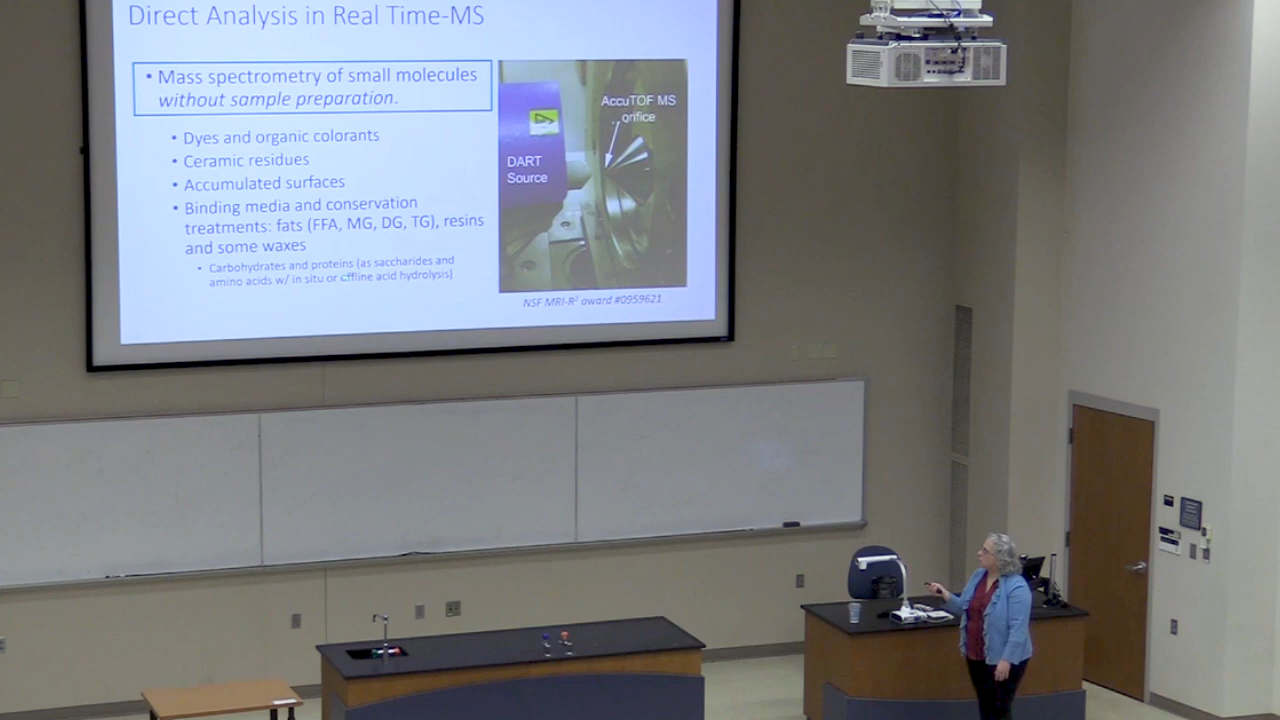 Direct Analysis in Real Time-MS
• Mass spectrometry of small molecules
without sample preparation.
• Dyes and organic colorants
• Ceramic residues
• Accumulated surfaces
• Binding media and conservation
treatments: fats (FFA, MG, DG, TG), resins
and some waxes
• Carbohydrates and proteins (as saccharides and
amino acids w/ in situ or offline acid hydrolysis)
AccuTOF MS
orifice
DART
Source
NSF MRI-R² award #0959621